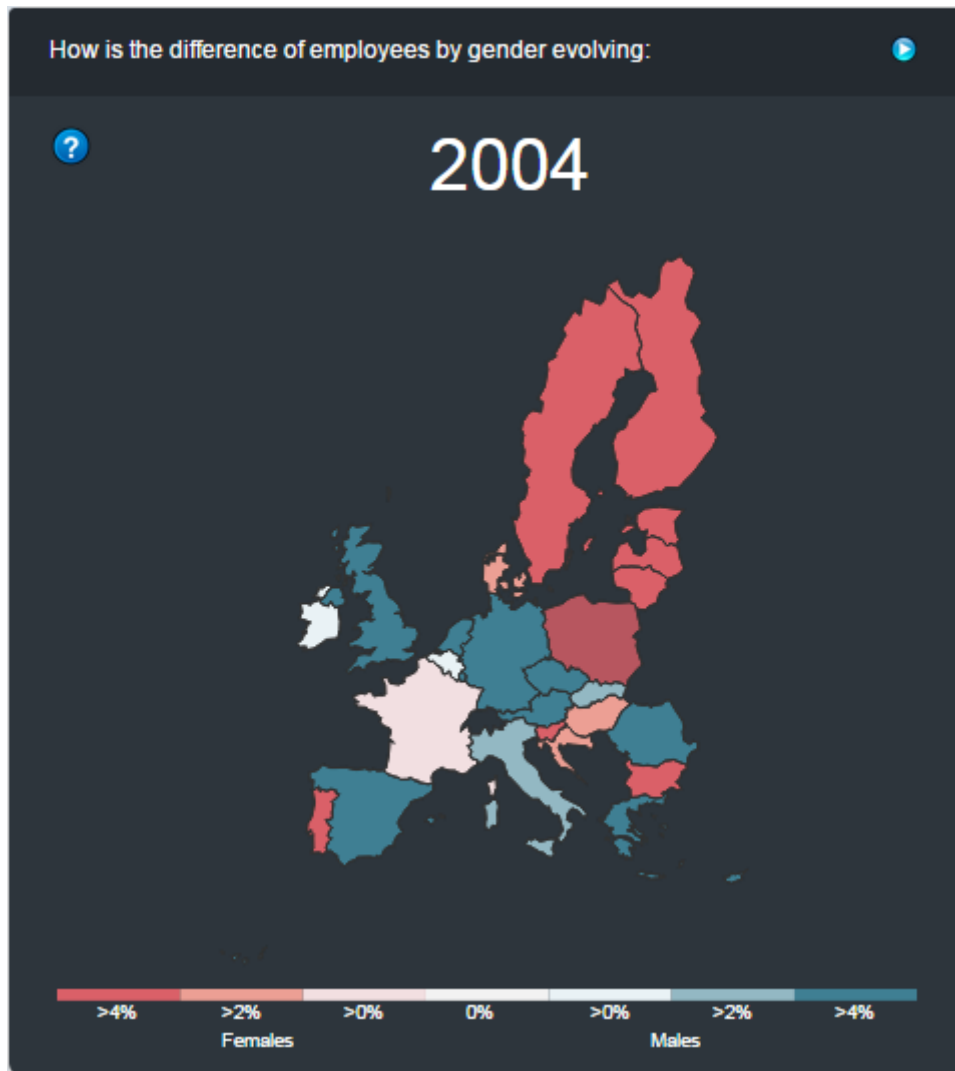 How is the difference of employees by gender evolving:
?
2004
>4% >2% >0% 0% >0% >2% >4%
Females Males